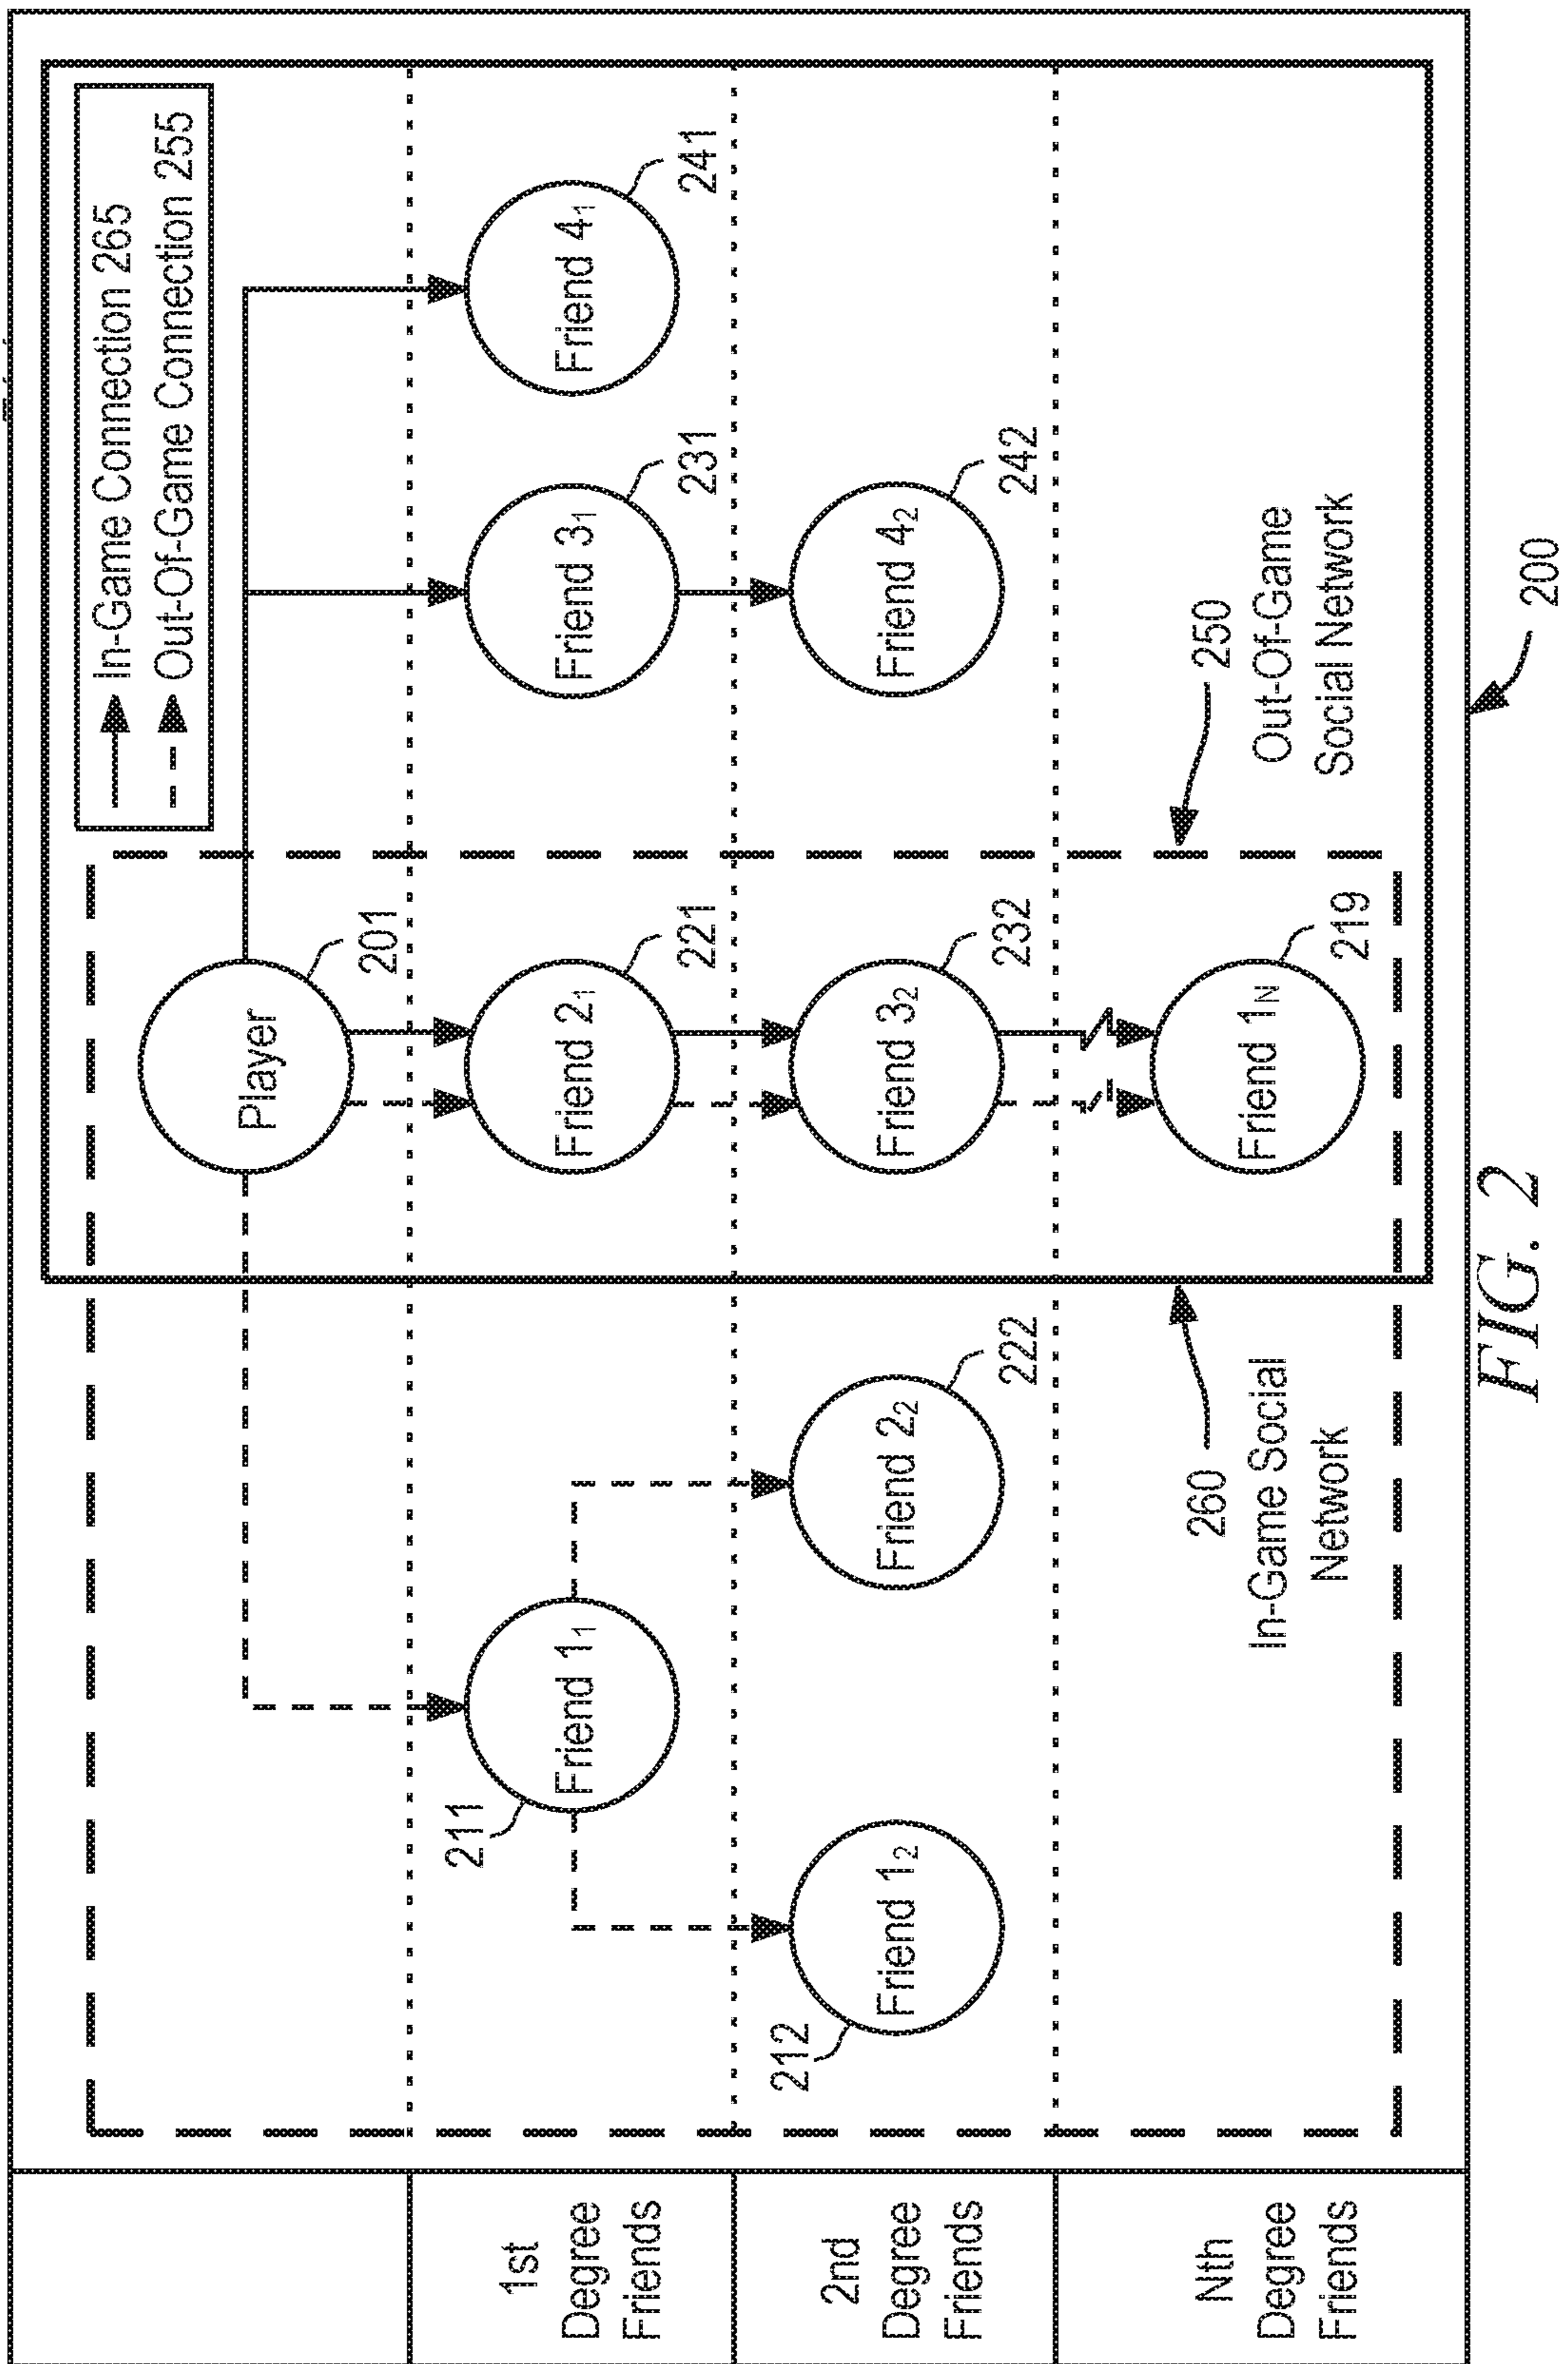 In-Game Connection 265
Out-Of-Game Connection 255
Player
201
1st
Degree
Friends
211
Friend 1₁
Friend 2₁
221
Friend 3₁
231
Friend 4₁
241
2nd
Degree
Friends
212
Friend 1₂
Friend 2₂
222
Friend 3₂
232
Friend 4₂
242
Nth
Degree
Friends
260
In-Game Social
Network
Friend 1N
219
250
Out-Of-Game
Social Network
200
FIG. 2